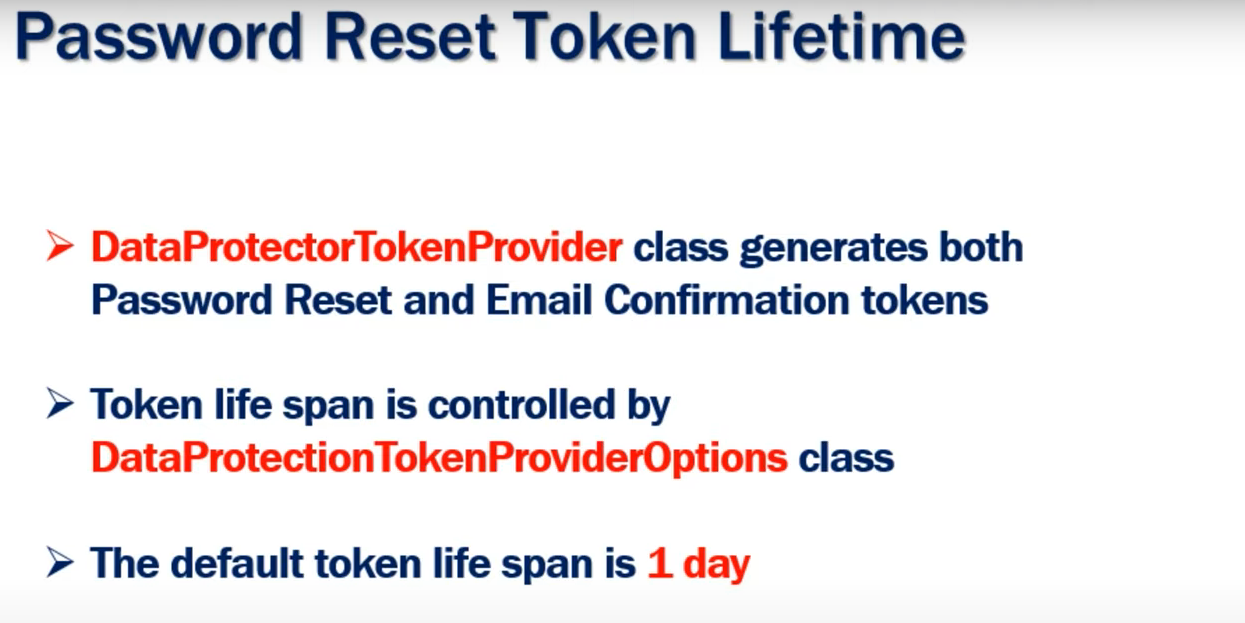 Password Reset Token Lifetime
DataProtectorTokenProvider class generates both
Password Reset and Email Confirmation tokens
Token life span is controlled by
DataProtectionTokenProviderOptions class
The default token life span is 1 day